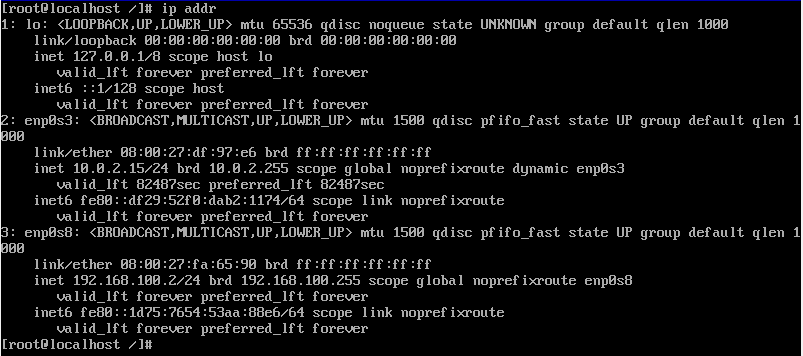 [root@localhost /]# ip addr
1: lo: <LOOPBACK,UP,LOWER_UP> mtu 65536 qdisc noqueue state UNKNOWN group default qlen 1000
    link/loopback 00:00:00:00:00:00 brd 00:00:00:00:00:00
    inet 127.0.0.1/8 scope host lo
       valid_lft forever preferred_lft forever
    inet6 ::1/128 scope host
       valid_lft forever preferred_lft forever
2: enp0s3: <BROADCAST,MULTICAST,UP,LOWER_UP> mtu 1500 qdisc pfifo_fast state UP group default qlen 1
000
    link/ether 08:00:27:df:97:e6 brd ff:ff:ff:ff:ff:ff
    inet 10.0.2.15/24 brd 10.0.2.255 scope global noprefixroute dynamic enp0s3
       valid_lft 82487sec preferred_lft 82487sec
    inet6 fe80::df29:52f0:dab2:1174/64 scope link noprefixroute
       valid_lft forever preferred_lft forever
3: enp0s8: <BROADCAST,MULTICAST,UP,LOWER_UP> mtu 1500 qdisc pfifo_fast state UP group default qlen 1
000
    link/ether 08:00:27:fa:65:90 brd ff:ff:ff:ff:ff:ff
    inet 192.168.100.2/24 brd 192.168.100.255 scope global noprefixroute enp0s8
       valid_lft forever preferred_lft forever
    inet6 fe80::1d75:7654:53aa:88e6/64 scope link noprefixroute
       valid_lft forever preferred_lft forever
[root@localhost /]#